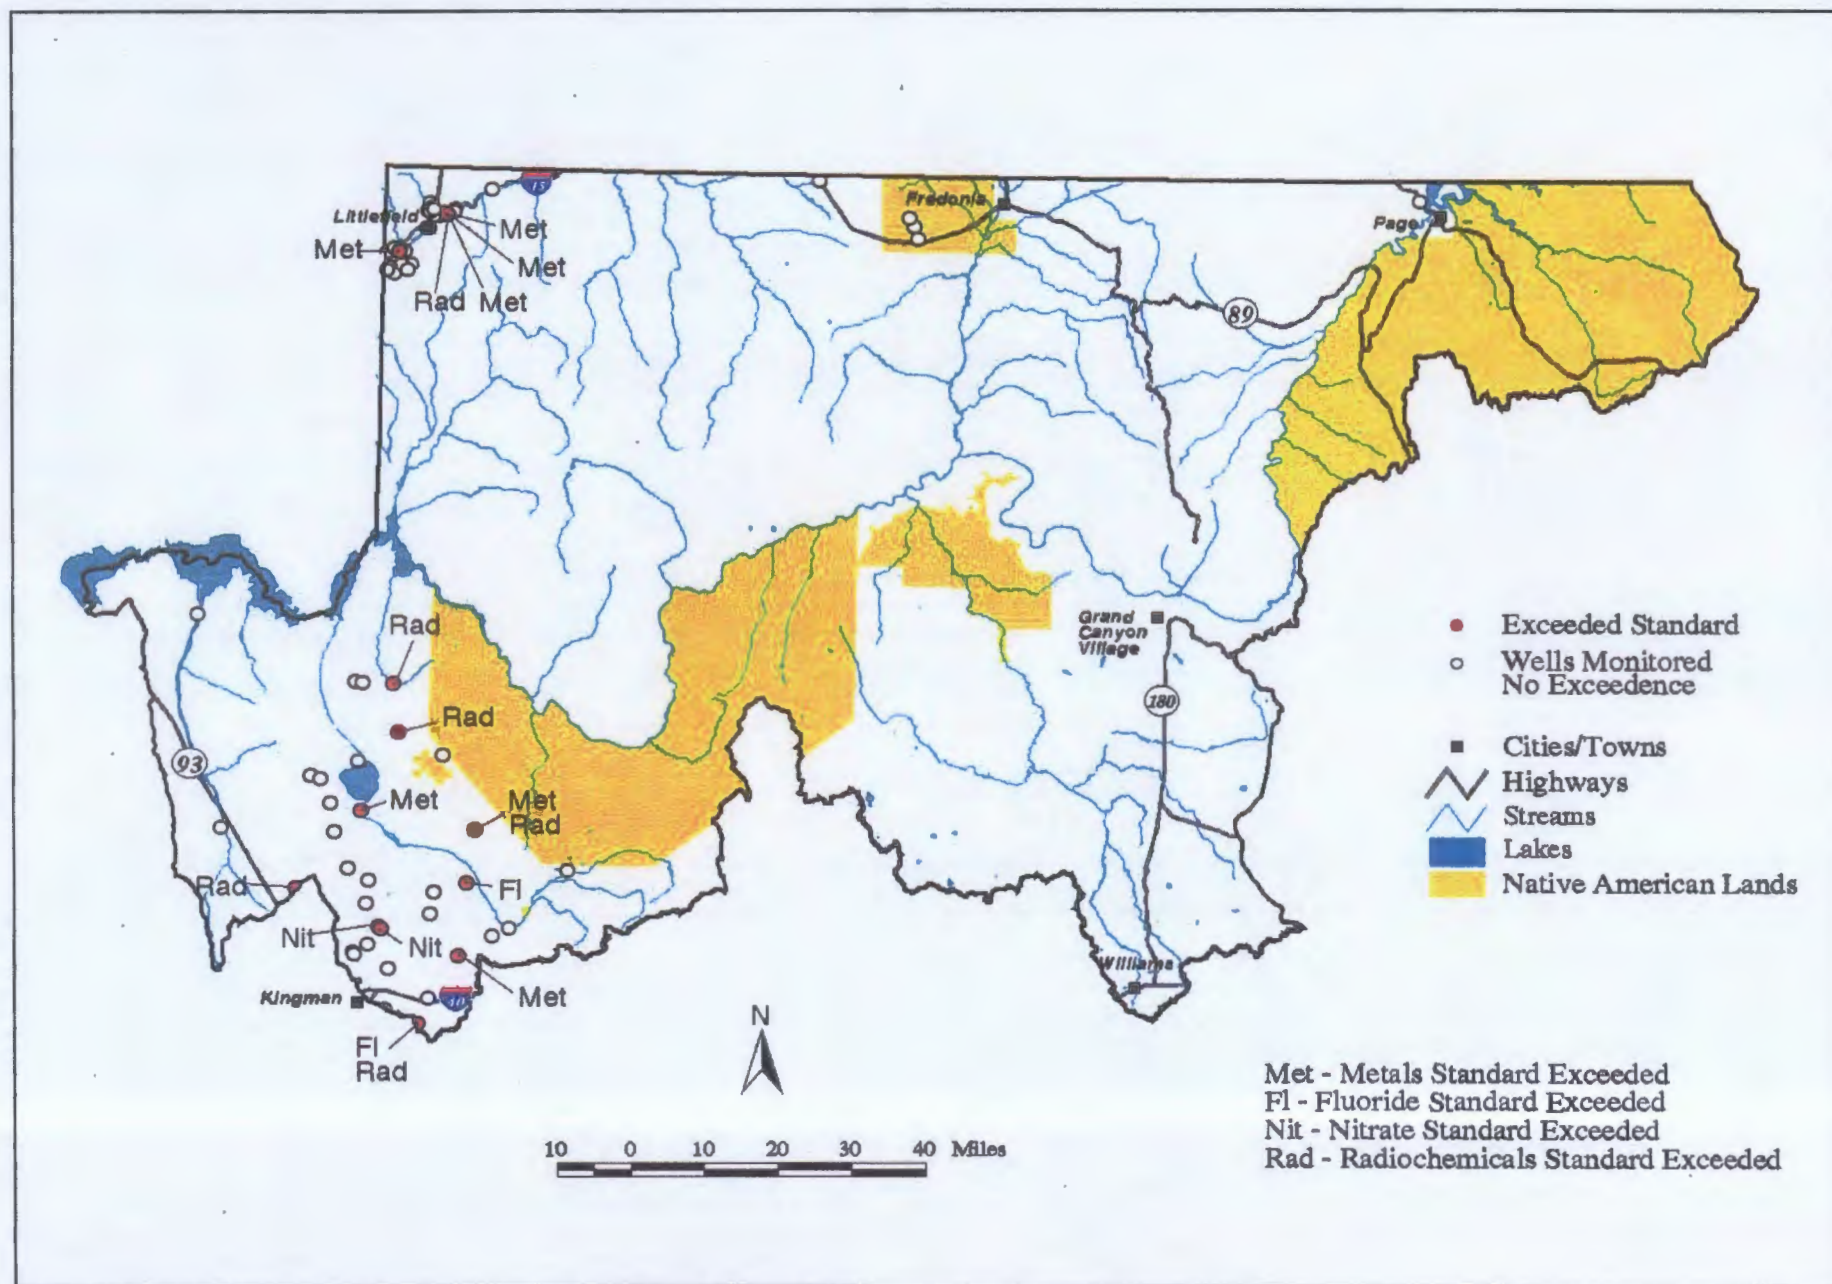 15
Fredonia
Littlefield
Page
Met
Met
Met
Rad Met
89
Rad
Grand
Canyon
Village
Exceeded Standard
Wells Monitored
No Exceedence
Rad
180
Cities/Towns
93
Highways
Met
Met
Rad
Streams
Lakes
Rad
Fl
Native American Lands
Nit
Nit
Williams
Kingman
Met
N
Fl
Rad
Met - Metals Standard Exceeded
Fl - Fluoride Standard Exceeded
Nit - Nitrate Standard Exceeded
Rad - Radiochemicals Standard Exceeded
10 0 10 20 30 40 Miles